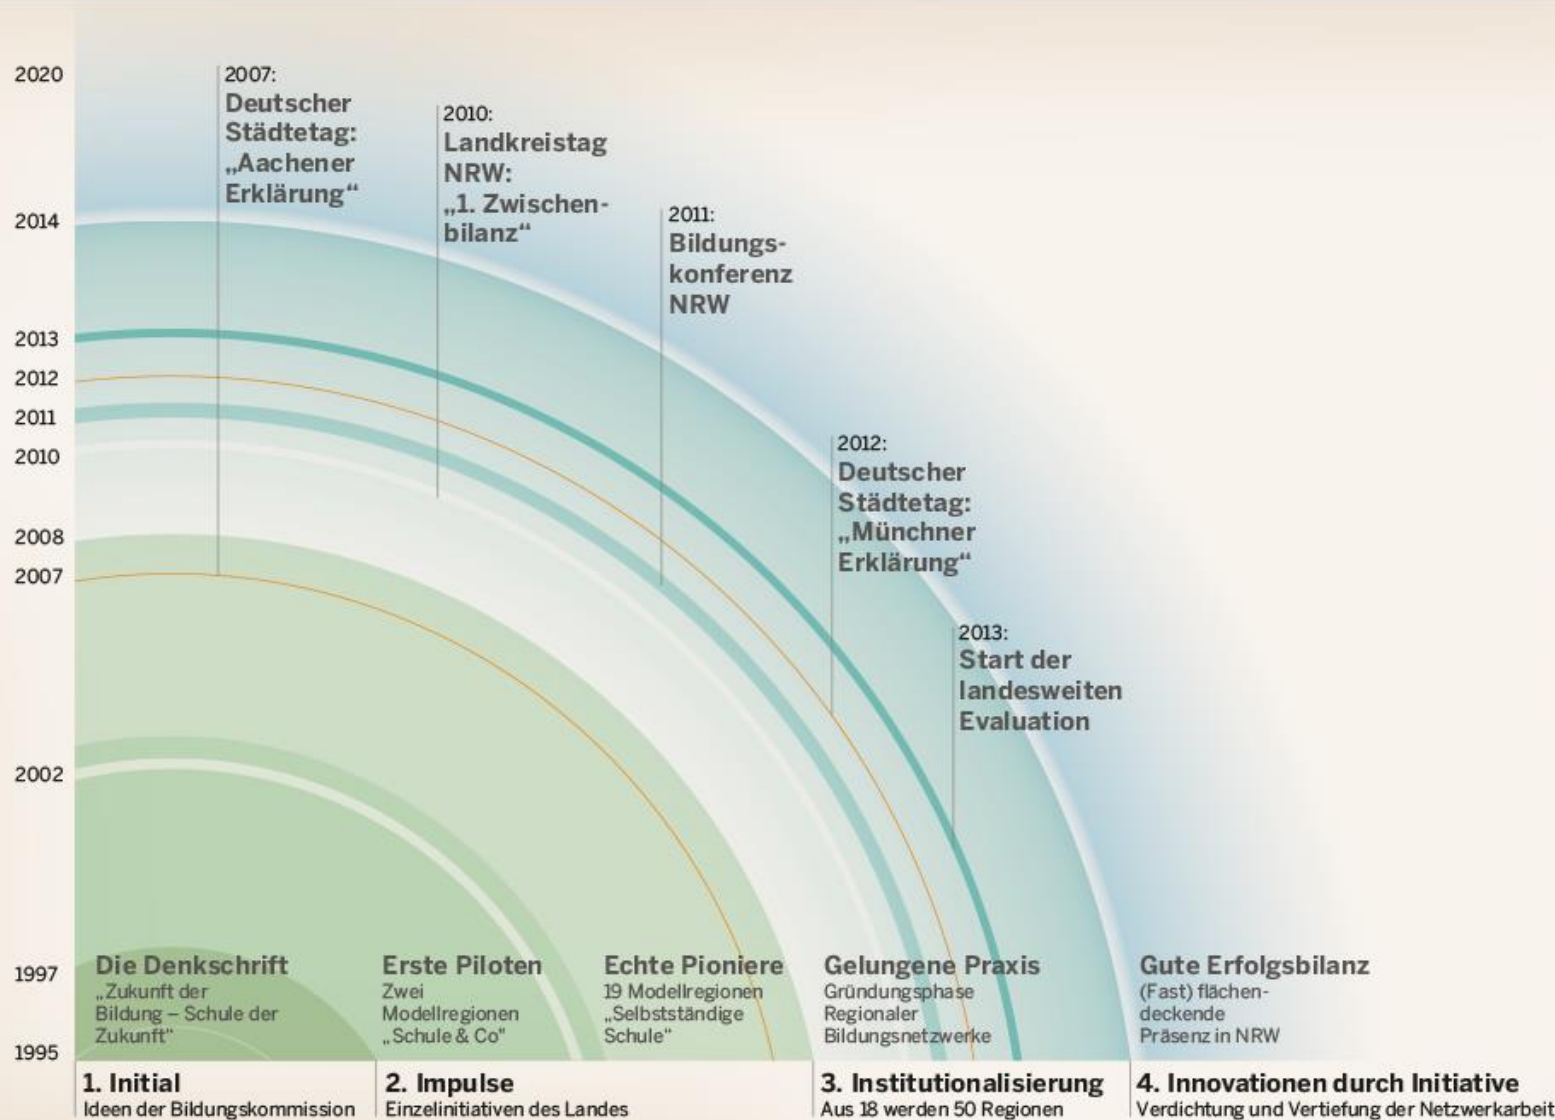 2020
2014
2013
2012
2011
2010
2008
2007
2002
1997
1995
2007:
Deutscher
Städtetag:
„Aachener
Erklärung“
2010:
Landkreistag
NRW:
„1. Zwischen-
bilanz“
2011:
Bildungs-
konferenz
NRW
2012:
Deutscher
Städtetag:
„Münchner
Erklärung“
2013:
Start der
landesweiten
Evaluation
Die Denkschrift
„Zukunft der
Bildung – Schule der
Zukunft“
Erste Piloten
Zwei
Modellregionen
„Schule & Co“
Echte Pioniere
19 Modellregionen
„Selbstständige
Schule“
Gelungene Praxis
Gründungsphase
Regionaler
Bildungsnetzwerke
Gute Erfolgsbilanz
(Fast) flächen-
deckende
Präsenz in NRW
1. Initial
Ideen der Bildungskommission
2. Impulse
Einzelinitiativen des Landes
3. Institutionalisierung
Aus 18 werden 50 Regionen
4. Innovationen durch Initiative
Verdichtung und Vertiefung der Netzwerkarbeit